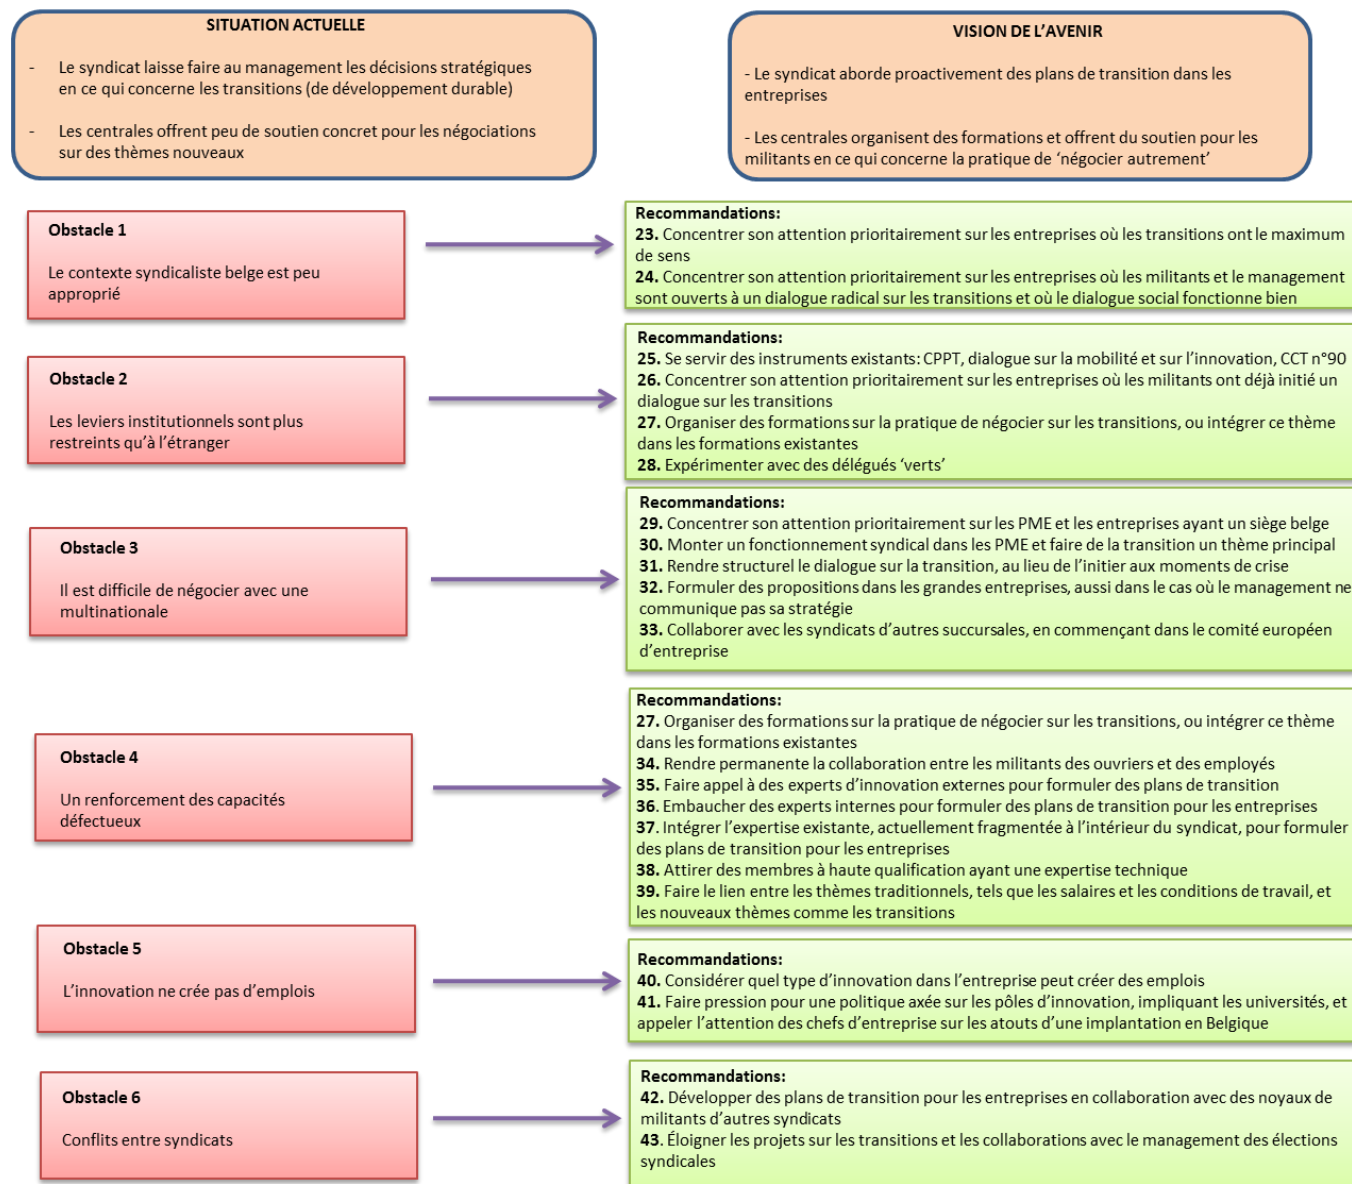 SITUATION ACTUELLE
- Le syndicat laisse faire au management les décisions stratégiques
en ce qui concerne les transitions (de développement durable)
- Les centrales offrent peu de soutien concret pour les négociations
sur des thèmes nouveaux
VISION DE L’AVENIR
- Le syndicat aborde proactivement des plans de transition dans les
entreprises
- Les centrales organisent des formations et offrent du soutien pour les
militants en ce qui concerne la pratique de ‘négocier autrement’
Obstacle 1
Le contexte syndicaliste belge est peu
approprié
Recommandations:
23. Concentrer son attention prioritairement sur les entreprises où les transitions ont le maximum
de sens
24. Concentrer son attention prioritairement sur les entreprises où les militants et le management
sont ouverts à un dialogue radical sur les transitions et où le dialogue social fonctionne bien
Obstacle 2
Les leviers institutionnels sont plus
restreints qu’à l’étranger
Recommandations:
25. Se servir des instruments existants: CPPT, dialogue sur la mobilité et sur l’innovation, CCT n°90
26. Concentrer son attention prioritairement sur les entreprises où les militants ont déjà initié un
dialogue sur les transitions
27. Organiser des formations sur la pratique de négocier sur les transitions, ou intégrer ce thème
dans les formations existantes
28. Expérimenter avec des délégués ‘verts’
Obstacle 3
Il est difficile de négocier avec une
multinationale
Recommandations:
29. Concentrer son attention prioritairement sur les PME et les entreprises ayant un siège belge
30. Monter un fonctionnement syndical dans les PME et faire de la transition un thème principal
31. Rendre structurel le dialogue sur la transition, au lieu de l’initier aux moments de crise
32. Formuler des propositions dans les grandes entreprises, aussi dans le cas où le management ne
communique pas sa stratégie
33. Collaborer avec les syndicats d’autres succursales, en commençant dans le comité européen
d’entreprise
Obstacle 4
Un renforcement des capacités
défectueux
Recommandations:
27. Organiser des formations sur la pratique de négocier sur les transitions, ou intégrer ce thème
dans les formations existantes
34. Rendre permanente la collaboration entre les militants des ouvriers et des employés
35. Faire appel à des experts d’innovation externes pour formuler des plans de transition
36. Embaucher des experts internes pour formuler des plans de transition pour les entreprises
37. Intégrer l’expertise existante, actuellement fragmentée à l’intérieur du syndicat, pour formuler
des plans de transition pour les entreprises
38. Attirer des membres à haute qualification ayant une expertise technique
39. Faire le lien entre les thèmes traditionnels, tels que les salaires et les conditions de travail, et
les nouveaux thèmes comme les transitions
Obstacle 5
L’innovation ne crée pas d’emplois
Recommandations:
40. Considérer quel type d’innovation dans l’entreprise peut créer des emplois
41. Faire pression pour une politique axée sur les pôles d’innovation, impliquant les universités, et
appeler l’attention des chefs d’entreprise sur les atouts d’une implantation en Belgique
Obstacle 6
Conflits entre syndicats
Recommandations:
42. Développer des plans de transition pour les entreprises en collaboration avec des noyaux de
militants d’autres syndicats
43. Éloigner les projets sur les transitions et les collaborations avec le management des élections
syndicales